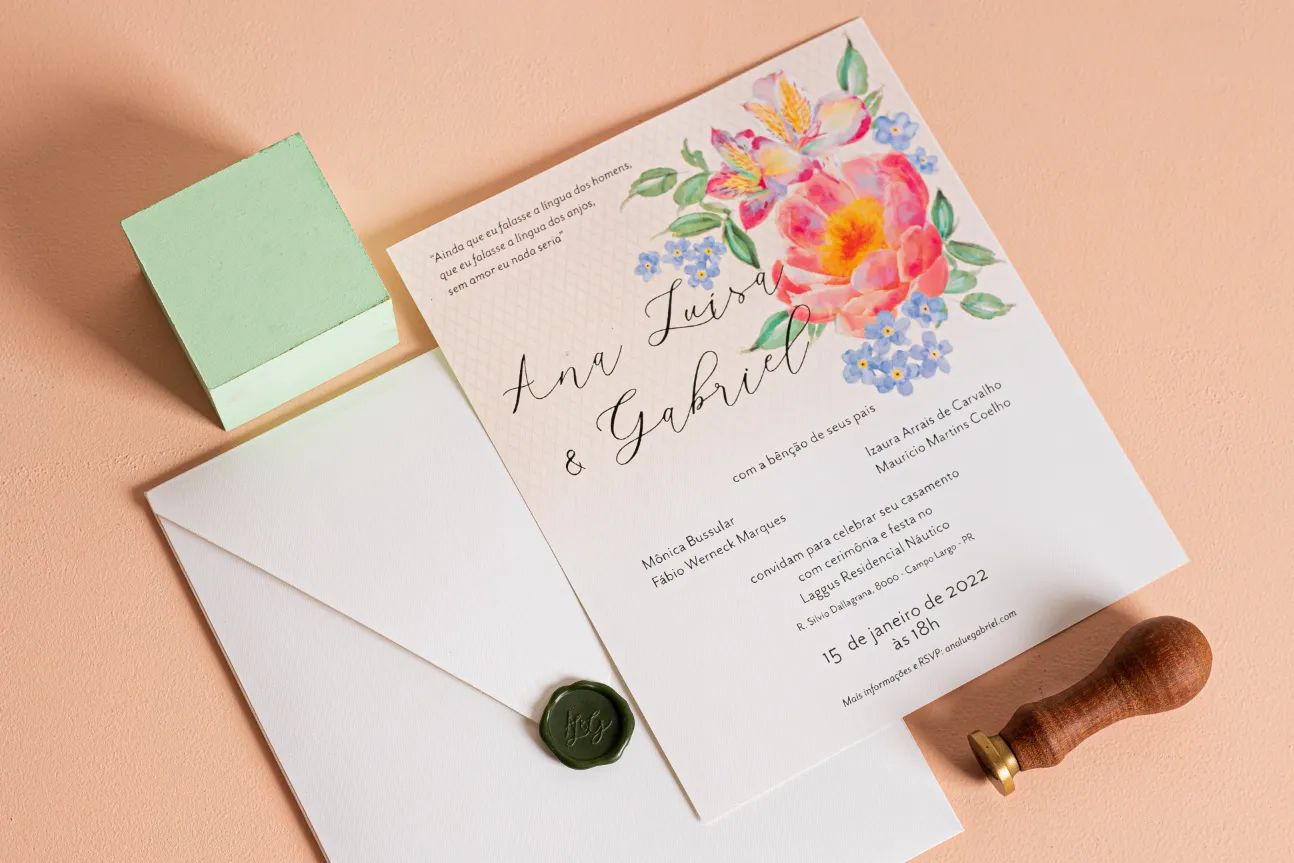 "Ainda que eu falasse a língua dos homens,
que eu falasse a língua dos anjos,
sem amor eu nada seria"
Ana Luisa
& Gabriel
com a bênção de seus pais
Izaura Arrais de Carvalho
Mauricio Martins Coelho
Mônica Bussular
Fábio Werneck Marques
convidam para celebrar seu casamento
com cerimônia e festa no
Laggus Residencial Náutico
R. Silvio Dallagrana, 8000 - Campo Largo - PR
15 de janeiro de 2022
às 18h
Mais informações e RSVP: analuegabriel.com